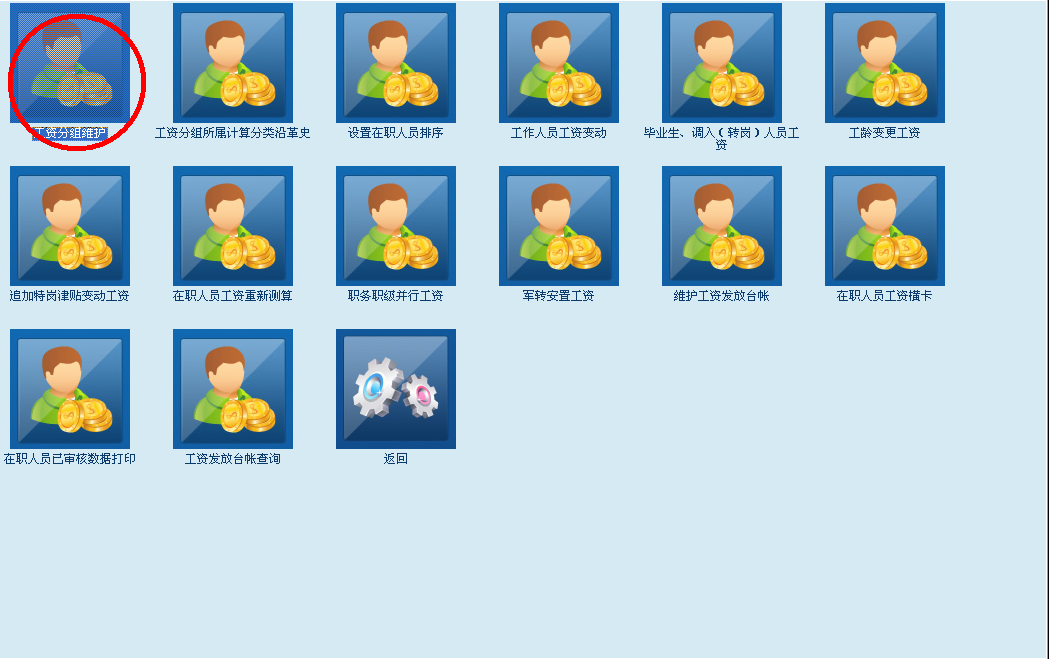 工资分组维护
工资分组所属计算分类沿革史
设置在职人员排序
工作人员工资变动
毕业生、调入（转岗）人员工
资
工龄变更工资
追加特岗津贴变动工资
在职人员工资重新测算
职务职级并行工资
军转安置工资
维护工资发放台帐
在职人员工资横卡
在职人员已审核数据打印
工资发放台帐查询
返回